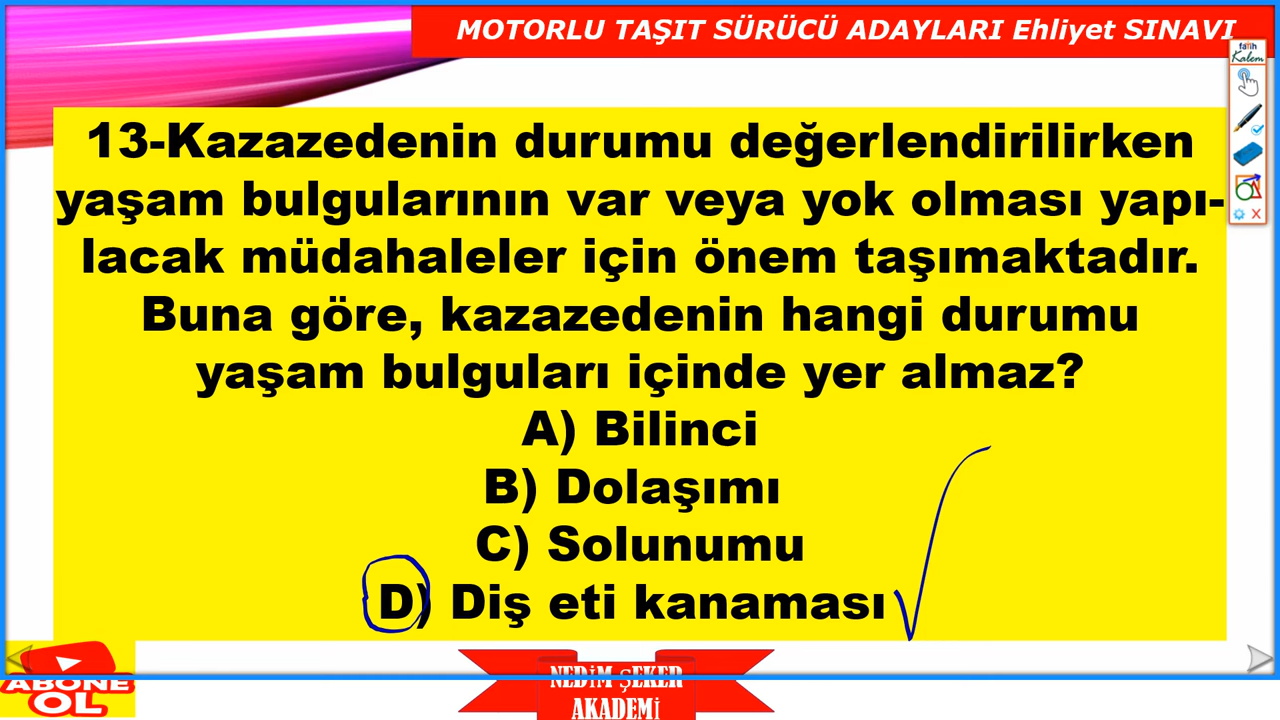 MOTORLU TAŞIT SÜRÜCÜ ADAYLARI Ehliyet SINAVI
fatih
Kalem
13-Kazazedenin durumu değerlendirilirken
yaşam bulgularının var veya yok olması yapı-
lacak müdahaleler için önem taşımaktadır.
Buna göre, kazazedenin hangi durumu
yaşam bulguları içinde yer almaz?
A) Bilinci
B) Dolaşımı
C) Solunumu
D) Diş eti kanaması
ABONE
OL
NEDİM ŞEKER
AKADEMİ